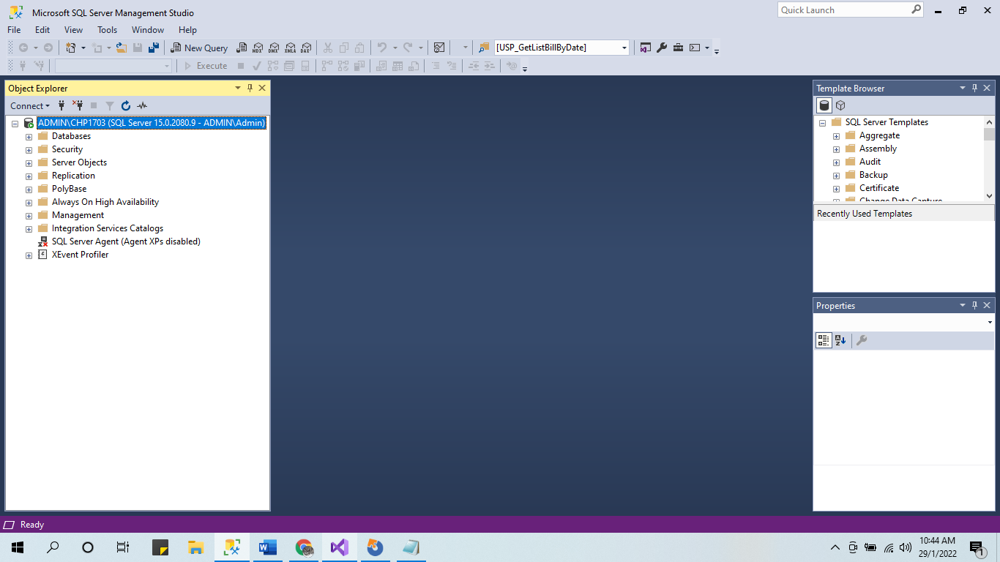 Microsoft SQL Server Management Studio
Quick Launch
File Edit View Tools Window Help
New Query
MDX
DMX
XMLA
DAX
[USP_GetListBillByDate]
Execute
Object Explorer
Connect
ADMIN\CHP1703 (SQL Server 15.0.2080.9 - ADMIN\Admin)
Databases
Security
Server Objects
Replication
PolyBase
Always On High Availability
Management
Integration Services Catalogs
SQL Server Agent (Agent XPs disabled)
XEvent Profiler
Template Browser
SQL Server Templates
Aggregate
Assembly
Audit
Backup
Certificate
Change Data Capture
Recently Used Templates
Properties
Ready
10:44 AM
29/1/2022
1